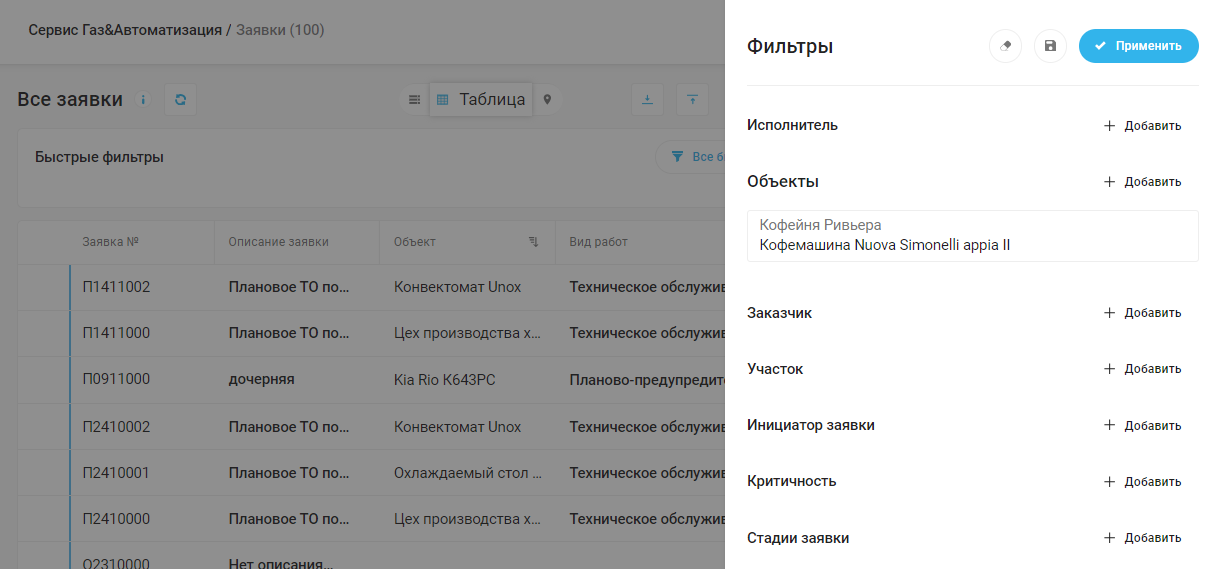 Сервис Газ&Автоматизация / Заявки (100)
Все заявки
Таблица
Быстрые фильтры
Все б
Заявка № Описание заявки Объект Вид работ
П1411002 Плановое ТО по... Конвектомат Unox Техническое обслужив
П1411000 Плановое ТО по... Цех производства х... Техническое обслужив
П0911000 дочерняя Kia Rio К643РС Планово-предупредит
П2410002 Плановое ТО по... Конвектомат Unox Техническое обслужив
П2410001 Плановое ТО по... Охлаждаемый стол ... Техническое обслужив
П2410000 Плановое ТО по... Цех производства х... Техническое обслужив
О2310000 Нет описания...
Фильтры
Применить
Исполнитель + Добавить
Объекты + Добавить
Кофейня Ривьера
Кофемашина Nuova Simonelli appia II
Заказчик + Добавить
Участок + Добавить
Инициатор заявки + Добавить
Критичность + Добавить
Стадии заявки + Добавить